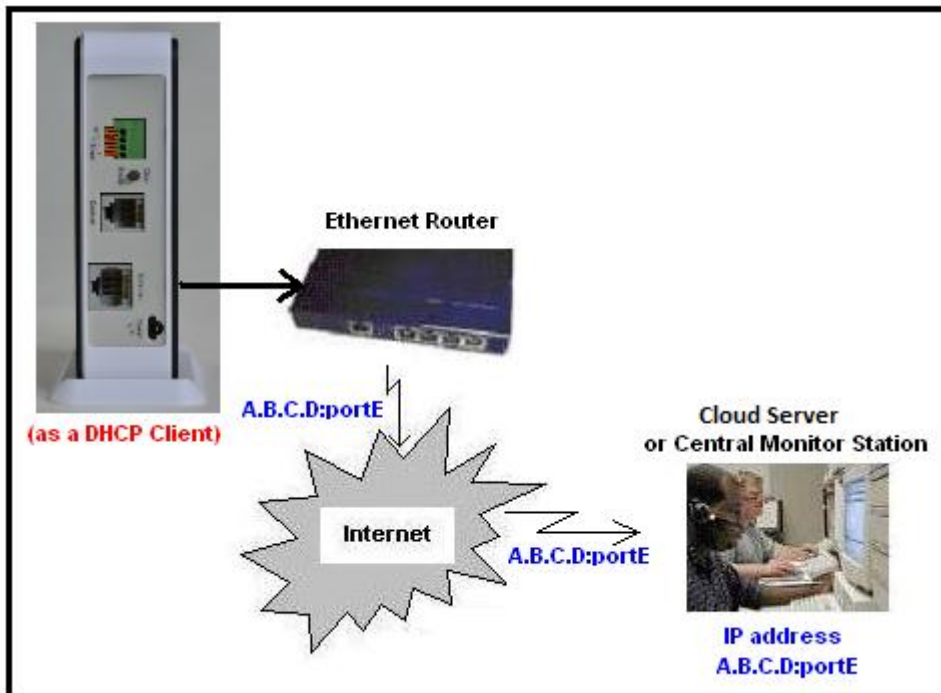 Ethernet Router
A.B.C.D:portE
(as a DHCP Client)
Cloud Server
or Central Monitor Station
Internet
A.B.C.D:portE
IP address
A.B.C.D:portE